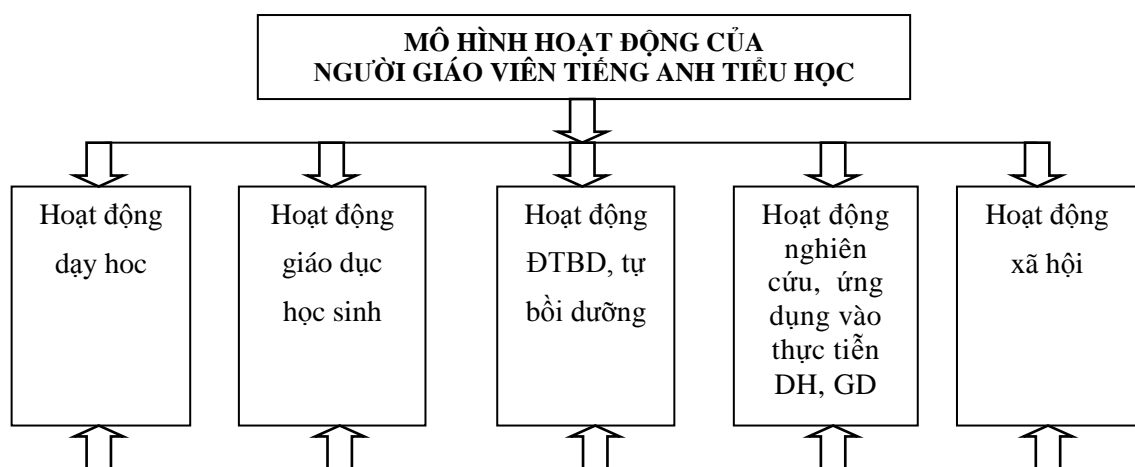 MÔ HÌNH HOẠT ĐỘNG CỦA
NGƯỜI GIÁO VIÊN TIẾNG ANH TIỂU HỌC
Hoạt động
dạy hoc
Hoạt động
giáo dục
học sinh
Hoạt động
ĐTBD, tự
bồi dưỡng
Hoạt động
nghiên
cứu, ứng
dụng vào
thực tiễn
DH, GD
Hoạt động
xã hội